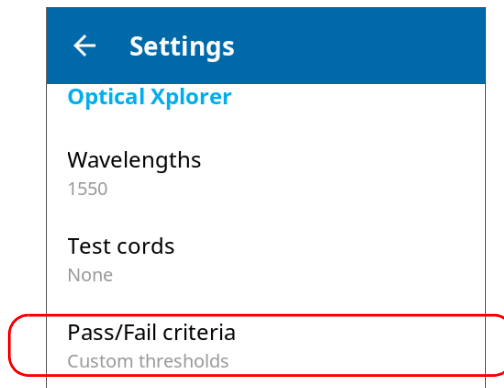 Settings
Optical Xplorer
Wavelengths
1550
Test cords
None
Pass/Fail criteria
Custom thresholds